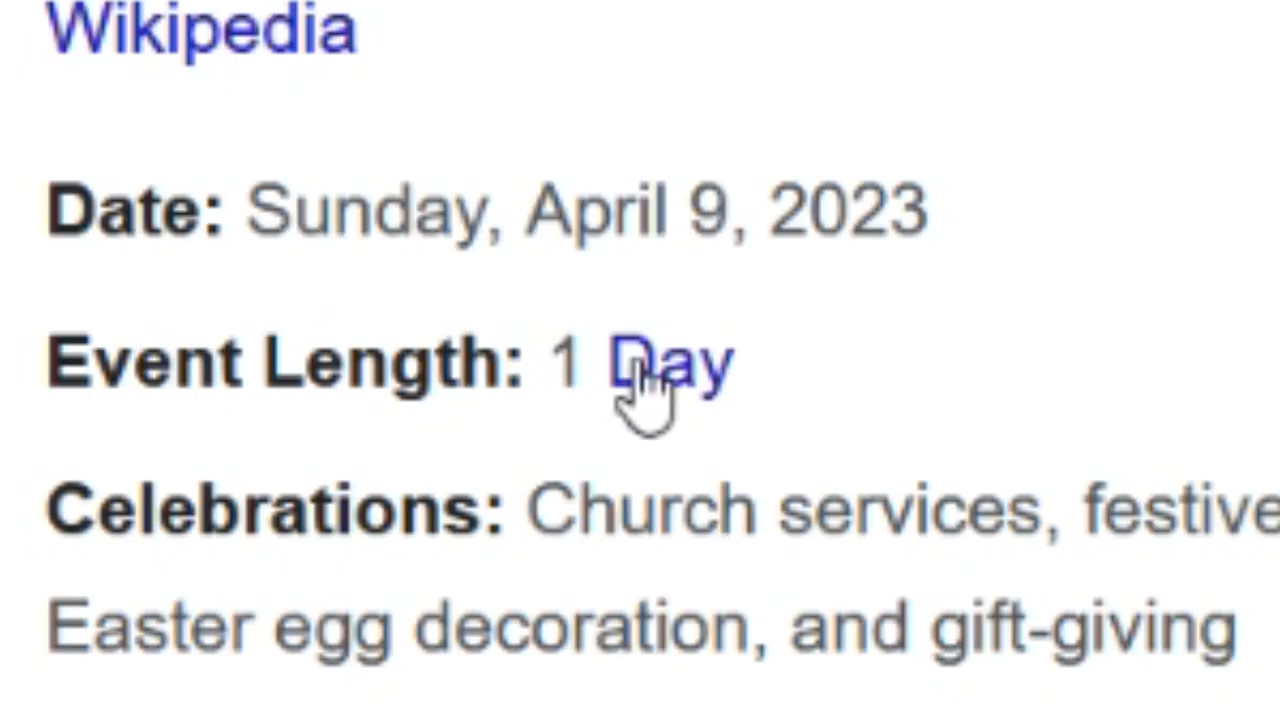 Wikipedia
Date: Sunday, April 9, 2023
Event Length: 1 Day
Celebrations: Church services, festive
Easter egg decoration, and gift-giving